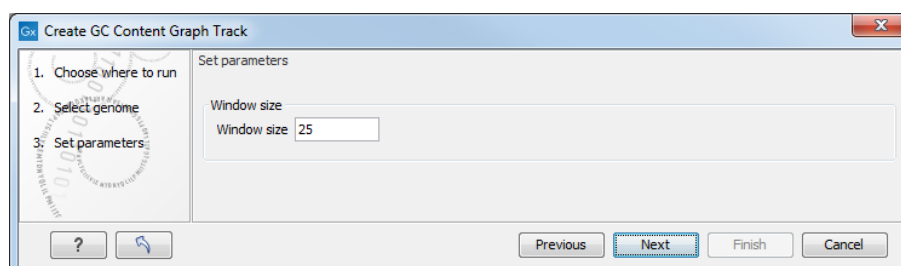 Gx Create GC Content Graph Track
1. Choose where to run
2. Select genome
3. Set parameters
Set parameters
Window size
Window size 25
?
Previous Next Finish Cancel